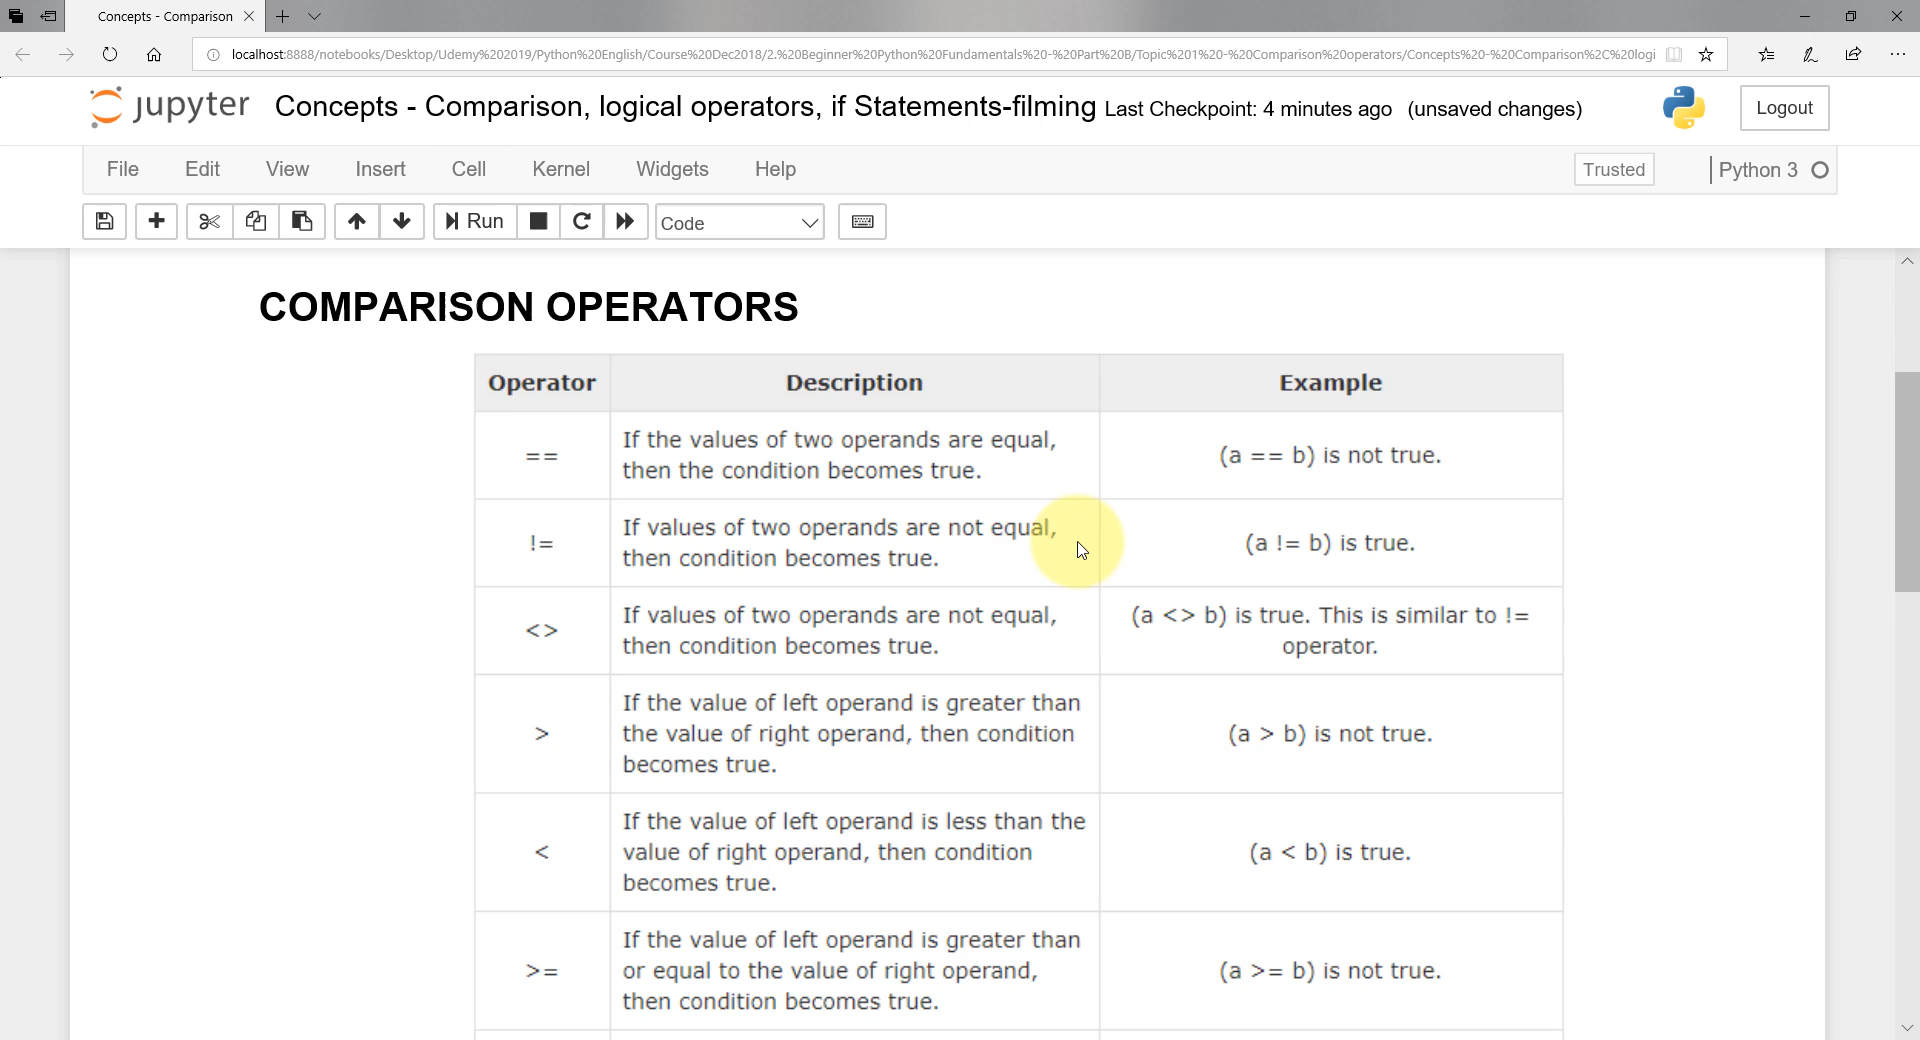 Concepts - Comparison
localhost:8888/notebooks/Desktop/Udemy%202019/Python%20English/Course%20Dec2018/2.%20Beginner%20Python%20Fundamentals%20-%20Part%20B/Topic%201%20-%20Comparison%20operators/Concepts%20-%20Comparison%2C%20logi
jupyter Concepts - Comparison, logical operators, if Statements-filming Last Checkpoint: 4 minutes ago (unsaved changes) Logout
File Edit View Insert Cell Kernel Widgets Help Trusted Python 3
Run Code
COMPARISON OPERATORS
Operator Description Example
If the values of two operands are equal,
== (a == b) is not true.
then the condition becomes true.
If values of two operands are not equal,
!= (a != b) is true.
then condition becomes true.
If values of two operands are not equal, (a <> b) is true. This is similar to !=
<>
then condition becomes true. operator.
If the value of left operand is greater than
> the value of right operand, then condition (a > b) is not true.
becomes true.
If the value of left operand is less than the
< value of right operand, then condition (a < b) is true.
becomes true.
If the value of left operand is greater than
>= or equal to the value of right operand, (a >= b) is not true.
then condition becomes true.